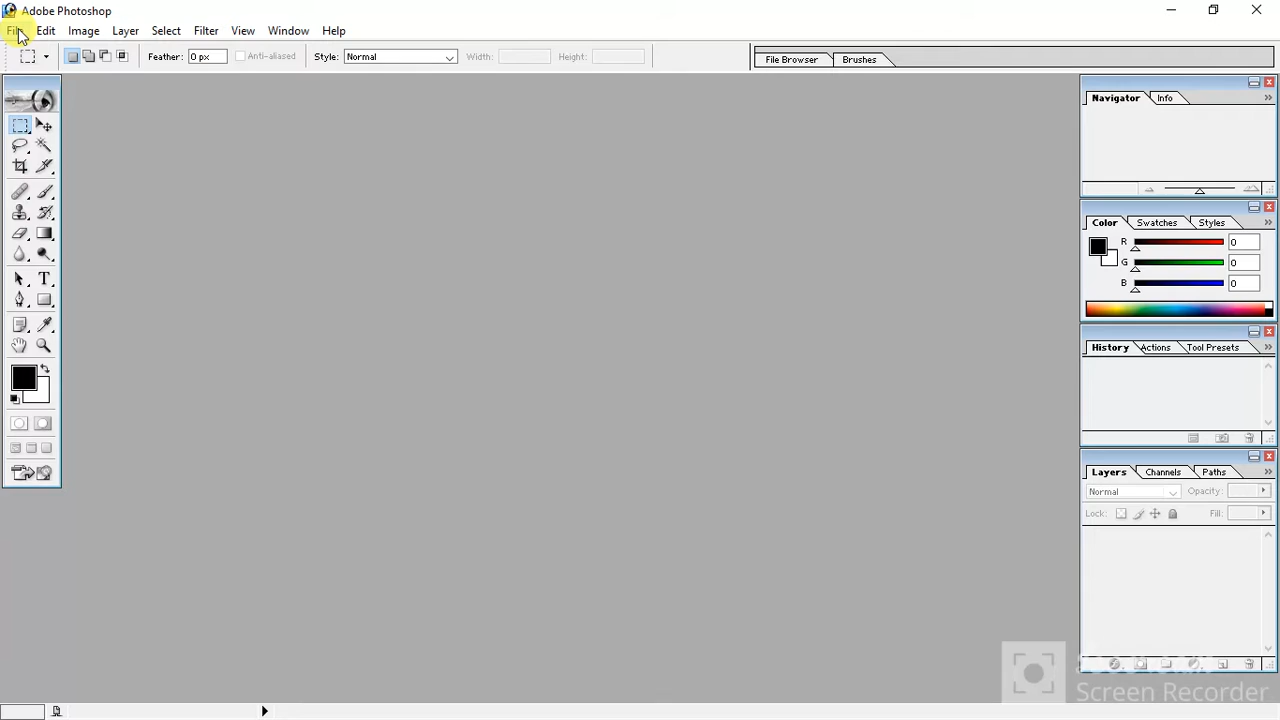 Adobe Photoshop
File Edit Image Layer Select Filter View Window Help
Feather: 0 px Anti-aliased Style: Normal Width: Height: File Browser Brushes
Navigator Info
Color Swatches Styles
R 0
G 0
B 0
History Actions Tool Presets
Layers Channels Paths
Normal Opacity:
Lock: Fill:
Screen Recorder